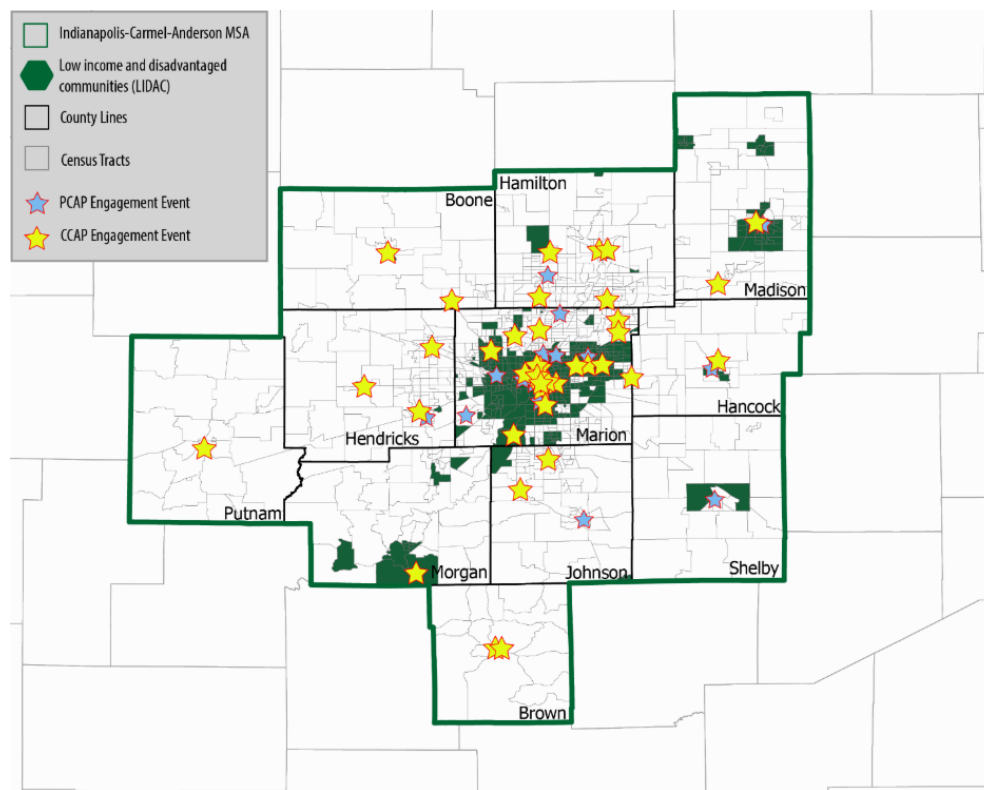 Indianapolis-Carmel-Anderson MSA
Low income and disadvantaged
communities (LIDAC)
County Lines
Census Tracts
PCAP Engagement Event
CCAP Engagement Event
Hamilton
Boone
Madison
Hancock
Hendricks
Marion
Putnam
Morgan
Johnson
Shelby
Brown